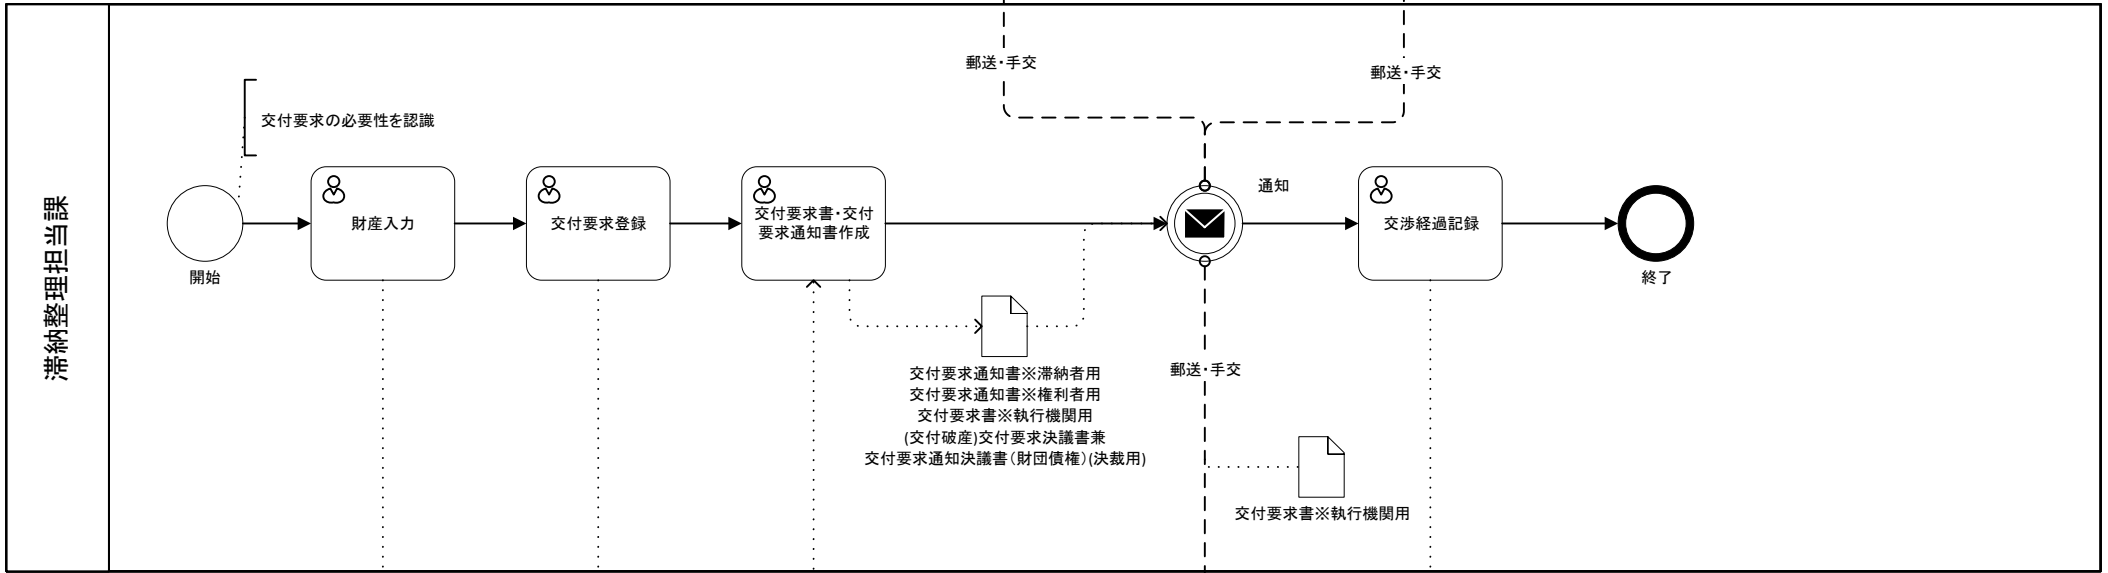 滞納整理担当課
郵送・手交
郵送・手交
交付要求の必要性を認識
開始
財産入力
交付要求登録
交付要求書・交付
要求通知書作成
通知
交渉経過記録
終了
交付要求通知書※滞納者用
交付要求通知書※権利者用
交付要求書※執行機関用
(交付破産)交付要求決議書兼
交付要求通知決議書（財団債権）(決裁用)
郵送・手交
交付要求書※執行機関用